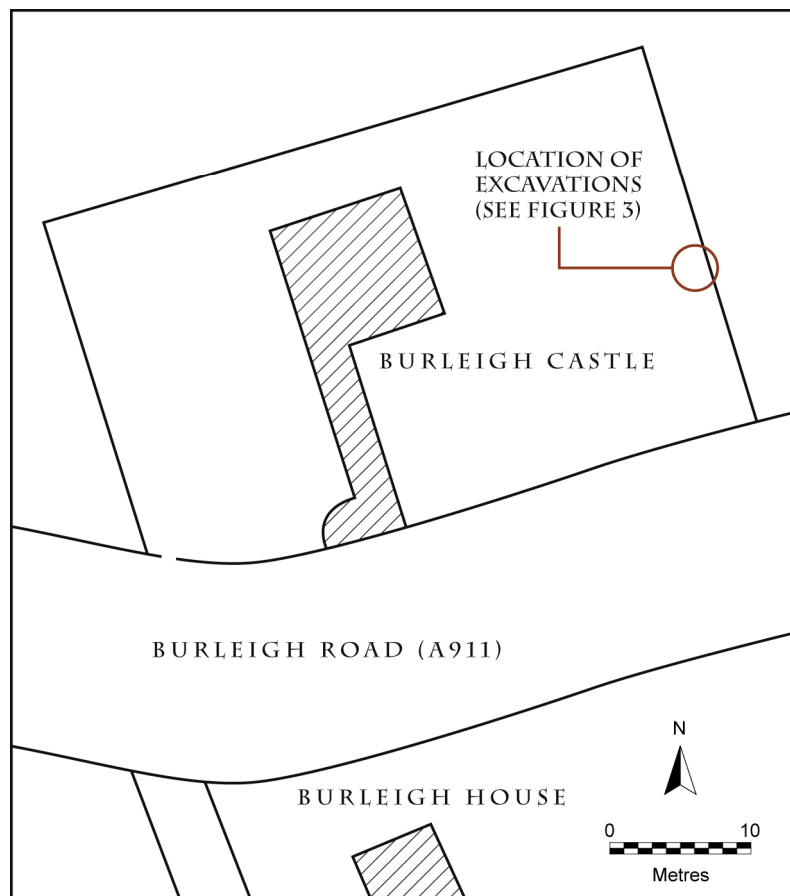 LOCATION OF
EXCAVATIONS
(SEE FIGURE 3)
BURLEIGH CASTLE
BURLEIGH ROAD (A911)
N
BURLEIGH HOUSE
0 10
Metres